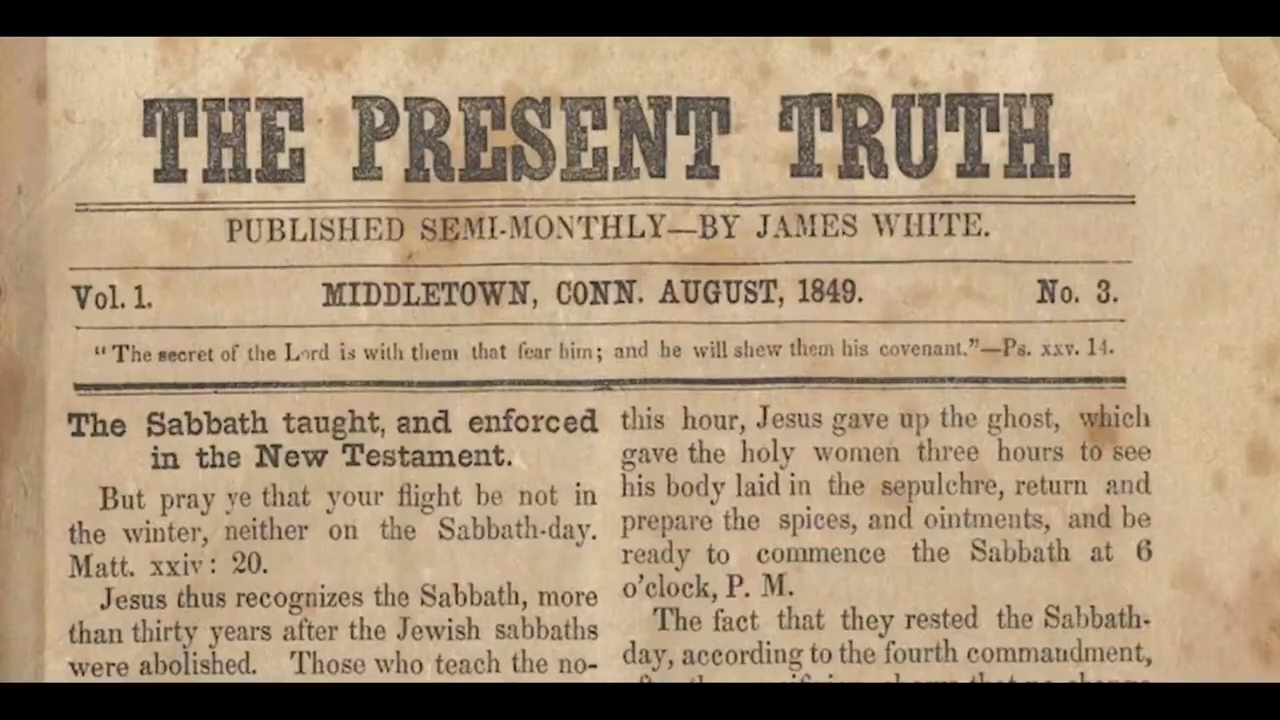 THE PRESENT TRUTH.
PUBLISHED SEMI-MONTHLY—BY JAMES WHITE.
Vol. 1. MIDDLETOWN, CONN. AUGUST, 1849. No. 3.
"The secret of the Lord is with them that fear him; and he will shew them his covenant."—Ps. xxv. 14.
The Sabbath taught, and enforced
in the New Testament.
But pray ye that your flight be not in
the winter, neither on the Sabbath-day.
Matt. xxiv: 20.
Jesus thus recognizes the Sabbath, more
than thirty years after the Jewish sabbaths
were abolished. Those who teach the no-
this hour, Jesus gave up the ghost, which
gave the holy women three hours to see
his body laid in the sepulchre, return and
prepare the spices, and ointments, and be
ready to commence the Sabbath at 6
o'clock, P. M.
The fact that they rested the Sabbath-
day, according to the fourth commandment,